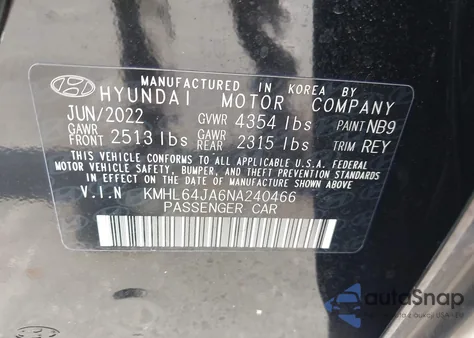 MANUFACTURED IN KOREA BY
HYUNDAI MOTOR COMPANY
JUN/2022 GVWR 4354 lbs PAINT NB9
GAWR FRONT 2513 lbs GAWR REAR 2315 lbs TRIM REY
THIS VEHICLE CONFORMS TO ALL APPLICABLE U.S.A. FEDERAL
MOTOR VEHICLE SAFETY, BUMPER, AND THEFT PREVENTION STANDARDS
IN EFFECT ON THE DATE OF MANUFACTURE SHOWN ABOVE.
V.I.N KMHL64JA6NA240466
PASSENGER CAR
autoSnap